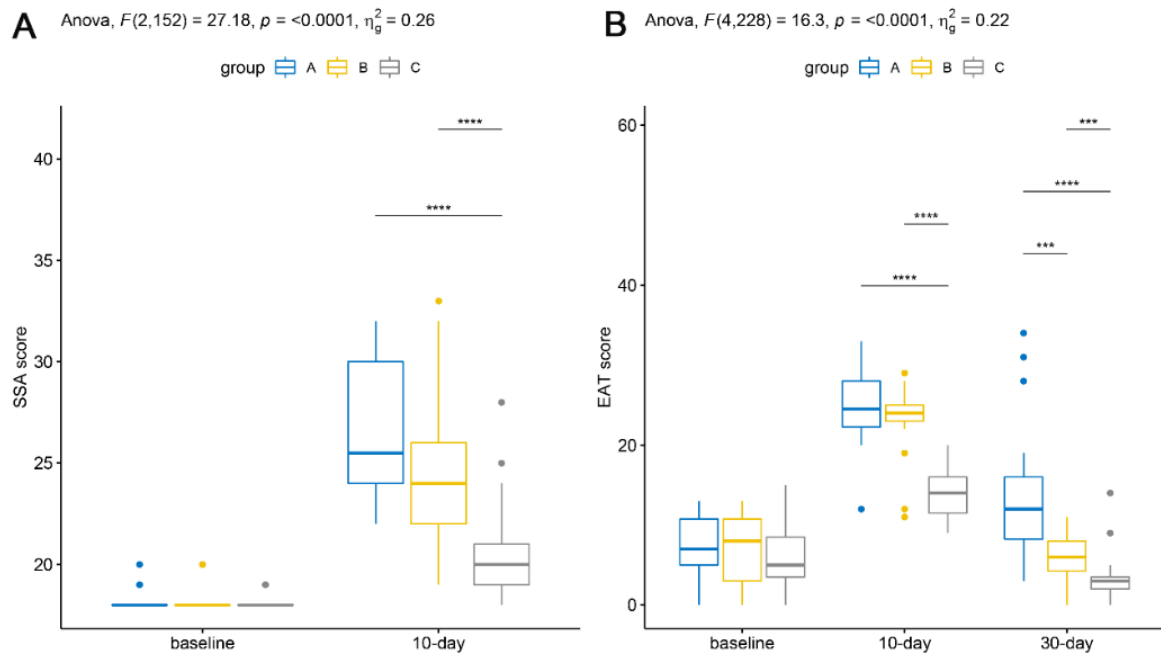 A
Anova, F(2,152) = 27.18, p = <0.0001, η²g = 0.26
group A B C
SSA score
40
35
30
25
20
****
****
baseline 10-day
B
Anova, F(4,228) = 16.3, p = <0.0001, η²g = 0.22
group A B C
EAT score
60
40
20
0
***
****
****
***
****
baseline 10-day 30-day